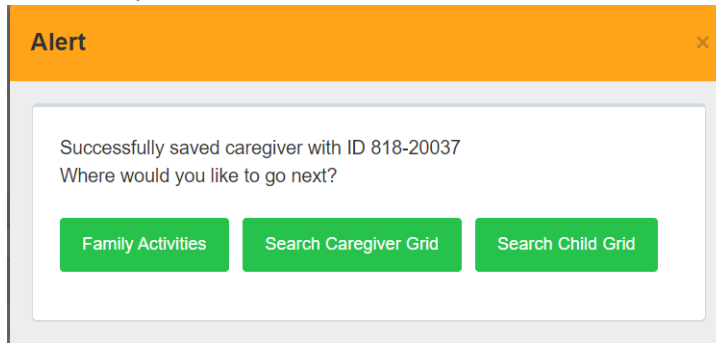 Alert
×
Successfully saved caregiver with ID 818-20037
Where would you like to go next?
Family Activities
Search Caregiver Grid
Search Child Grid